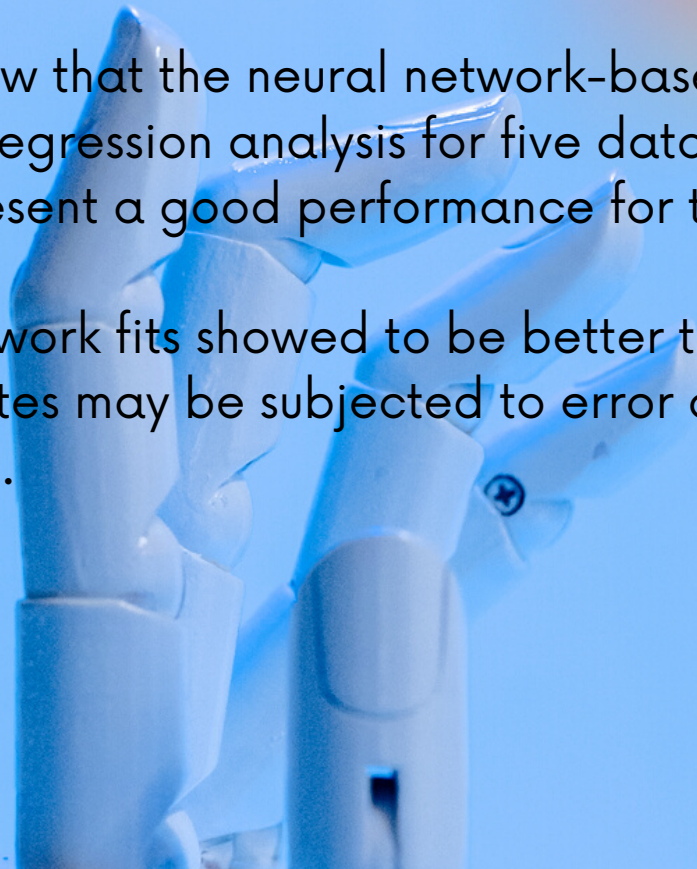 w that the neural network-bas
egression analysis for five data
esent a good performance for t
work fits showed to be better t
tes may be subjected to error
.